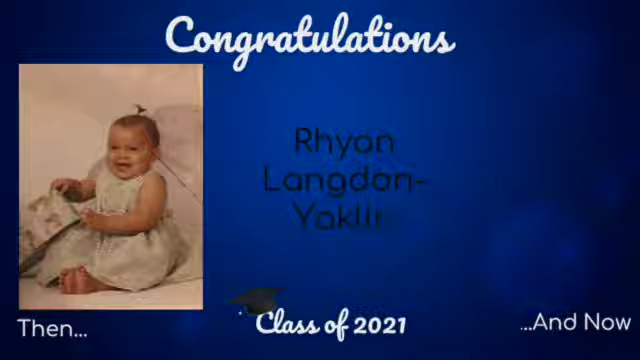 Congratulations
Rhyan
Langdon-
Then...
Class of 2021
...And Now